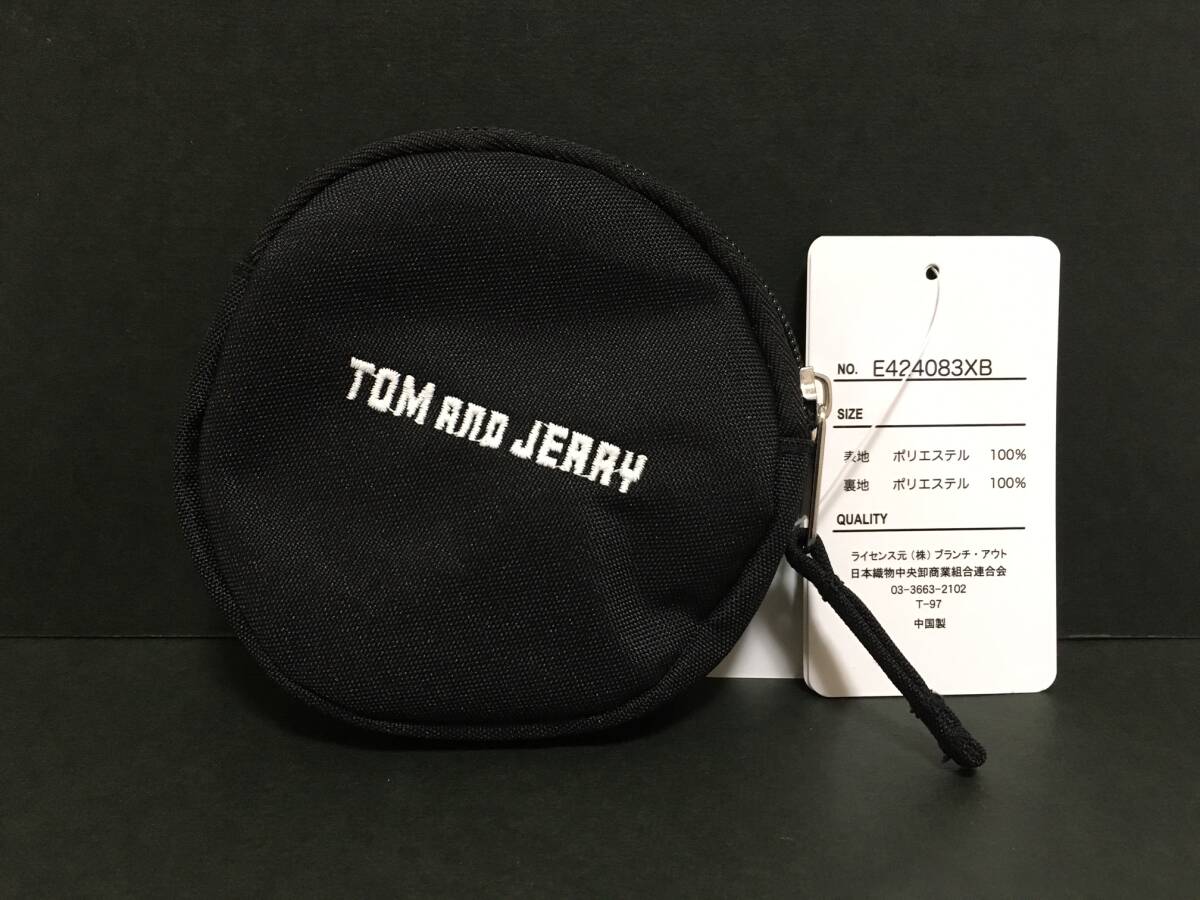 TOM AND JERRY
NO. E424083XB
SIZE
表地 ポリエステル 100%
裏地 ポリエステル 100%
QUALITY
ライセンス元(株)ブランチ・アウト
日本織物中央卸商業組合連合会
03-3663-2102
T-97
中国製